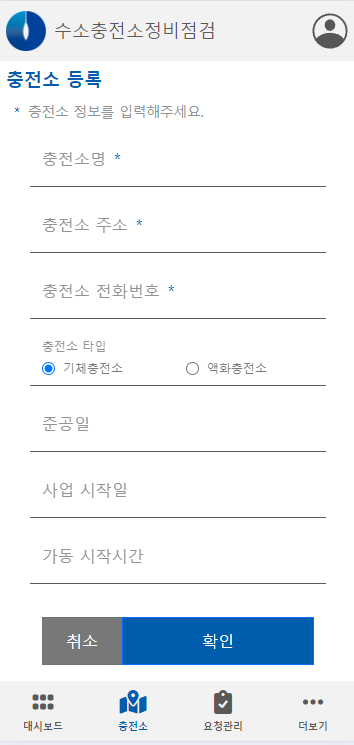 수소충전소정비점검
충전소 등록
* 충전소 정보를 입력해주세요.
충전소명 *
충전소 주소 *
충전소 전화번호 *
충전소 타입
기체충전소 액화충전소
준공일
사업 시작일
가동 시작시간
취소 확인
대시보드 충전소 요청관리 더보기